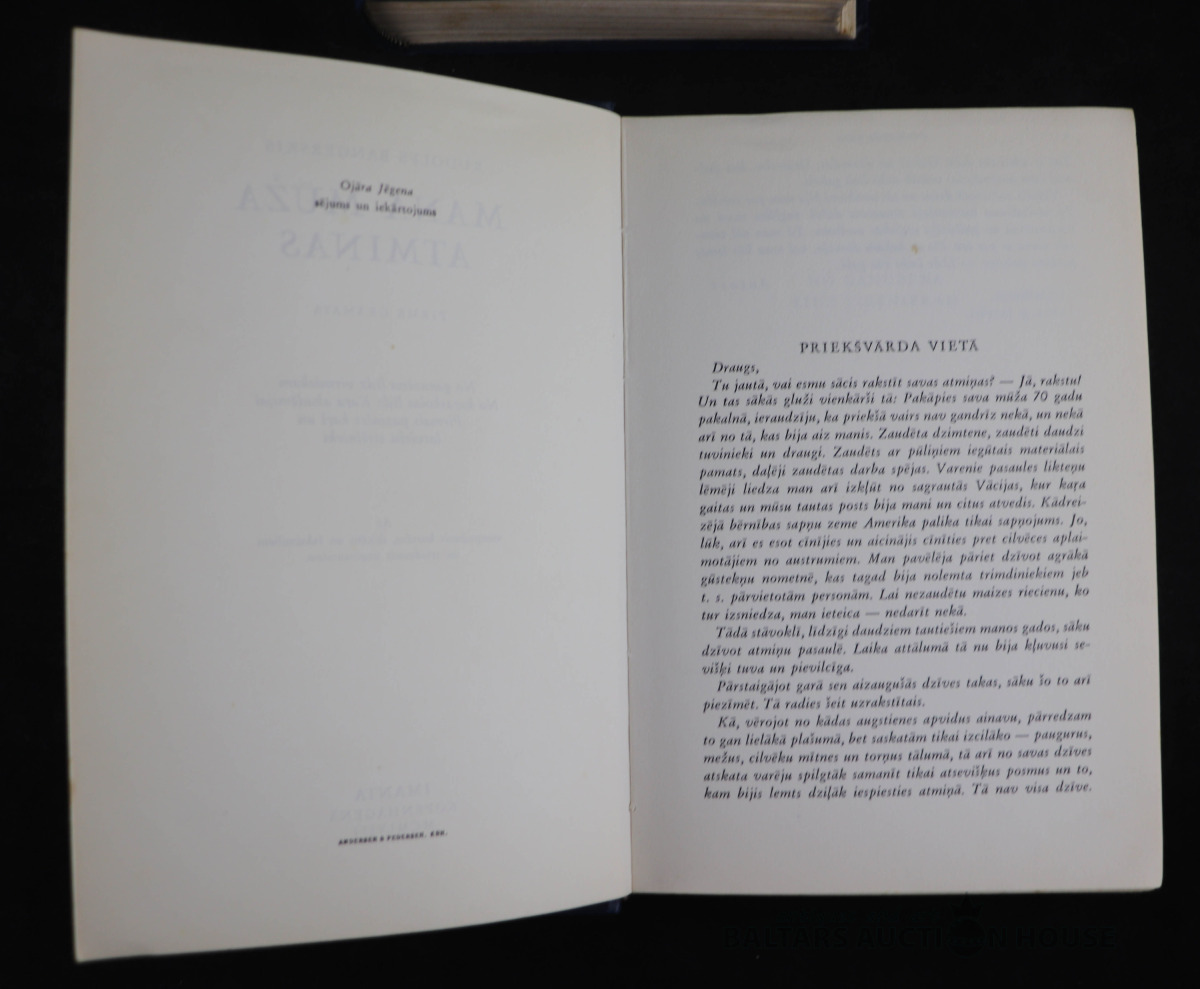 Ojāra Jēgena
sējums un iekārtojums
MANA MŪŽA
ATMIŅAS
IMANTA
ANDERSEN & PEDERSEN. KBH.
PRIEKŠVĀRDA VIETĀ
Draugs,
Tu jautā, vai esmu sācis rakstīt savas atmiņas? — Jā, rakstu!
Un tas sākās gluži vienkārši tā: Pakāpies sava mūža 70 gadu
pakalnā, ieraudzīju, ka priekšā vairs nav gandrīz nekā, un nekā
arī no tā, kas bija aiz manis. Zaudēta dzimtene, zaudēti daudzi
tuvinieki un draugi. Zaudēts ar pūliņiem iegūtais materiālais
pamats, daļēji zaudētas darba spējas. Varenie pasaules likteņu
lēmēji liedza man arī izkļūt no sagrautās Vācijas, kur kaŗa
gaitas un mūsu tautas posts bija mani un citus atvedis. Kādrei-
zējā bērnības sapņu zeme Amerika palika tikai sapņojums. Jo,
lūk, arī es esot cīnījies un aicinājis cīnīties pret cilvēces aplai-
motājiem no austrumiem. Man pavēlēja pāriet dzīvot agrākā
gūstekņu nometnē, kas tagad bija nolemta trimdiniekiem jeb
t. s. pārvietotām personām. Lai nezaudētu maizes riecienu, ko
tur izsniedza, man ieteica — nedarīt nekā.
Tādā stāvoklī, līdzīgi daudziem tautiešiem manos gados, sāku
dzīvot atmiņu pasaulē. Laika attālumā tā nu bija kļuvusi se-
višķi tuva un pievilcīga.
Pārstaigājot garā sen aizaugušās dzīves takas, sāku šo to arī
piezīmēt. Tā radies šeit uzrakstītais.
Kā, vērojot no kādas augstienes apvidus ainavu, pārredzam
to gan lielākā plašumā, bet saskatām tikai izcilāko — paugurus,
mežus, cilvēku mītnes un torņus tālumā, tā arī no savas dzīves
atskata varēju spilgtāk samanīt tikai atsevišķus posmus un to,
kam bijis lemts dziļāk iespiesties atmiņā. Tā nav visa dzīve.
BALTARS AUCTION HOUSE